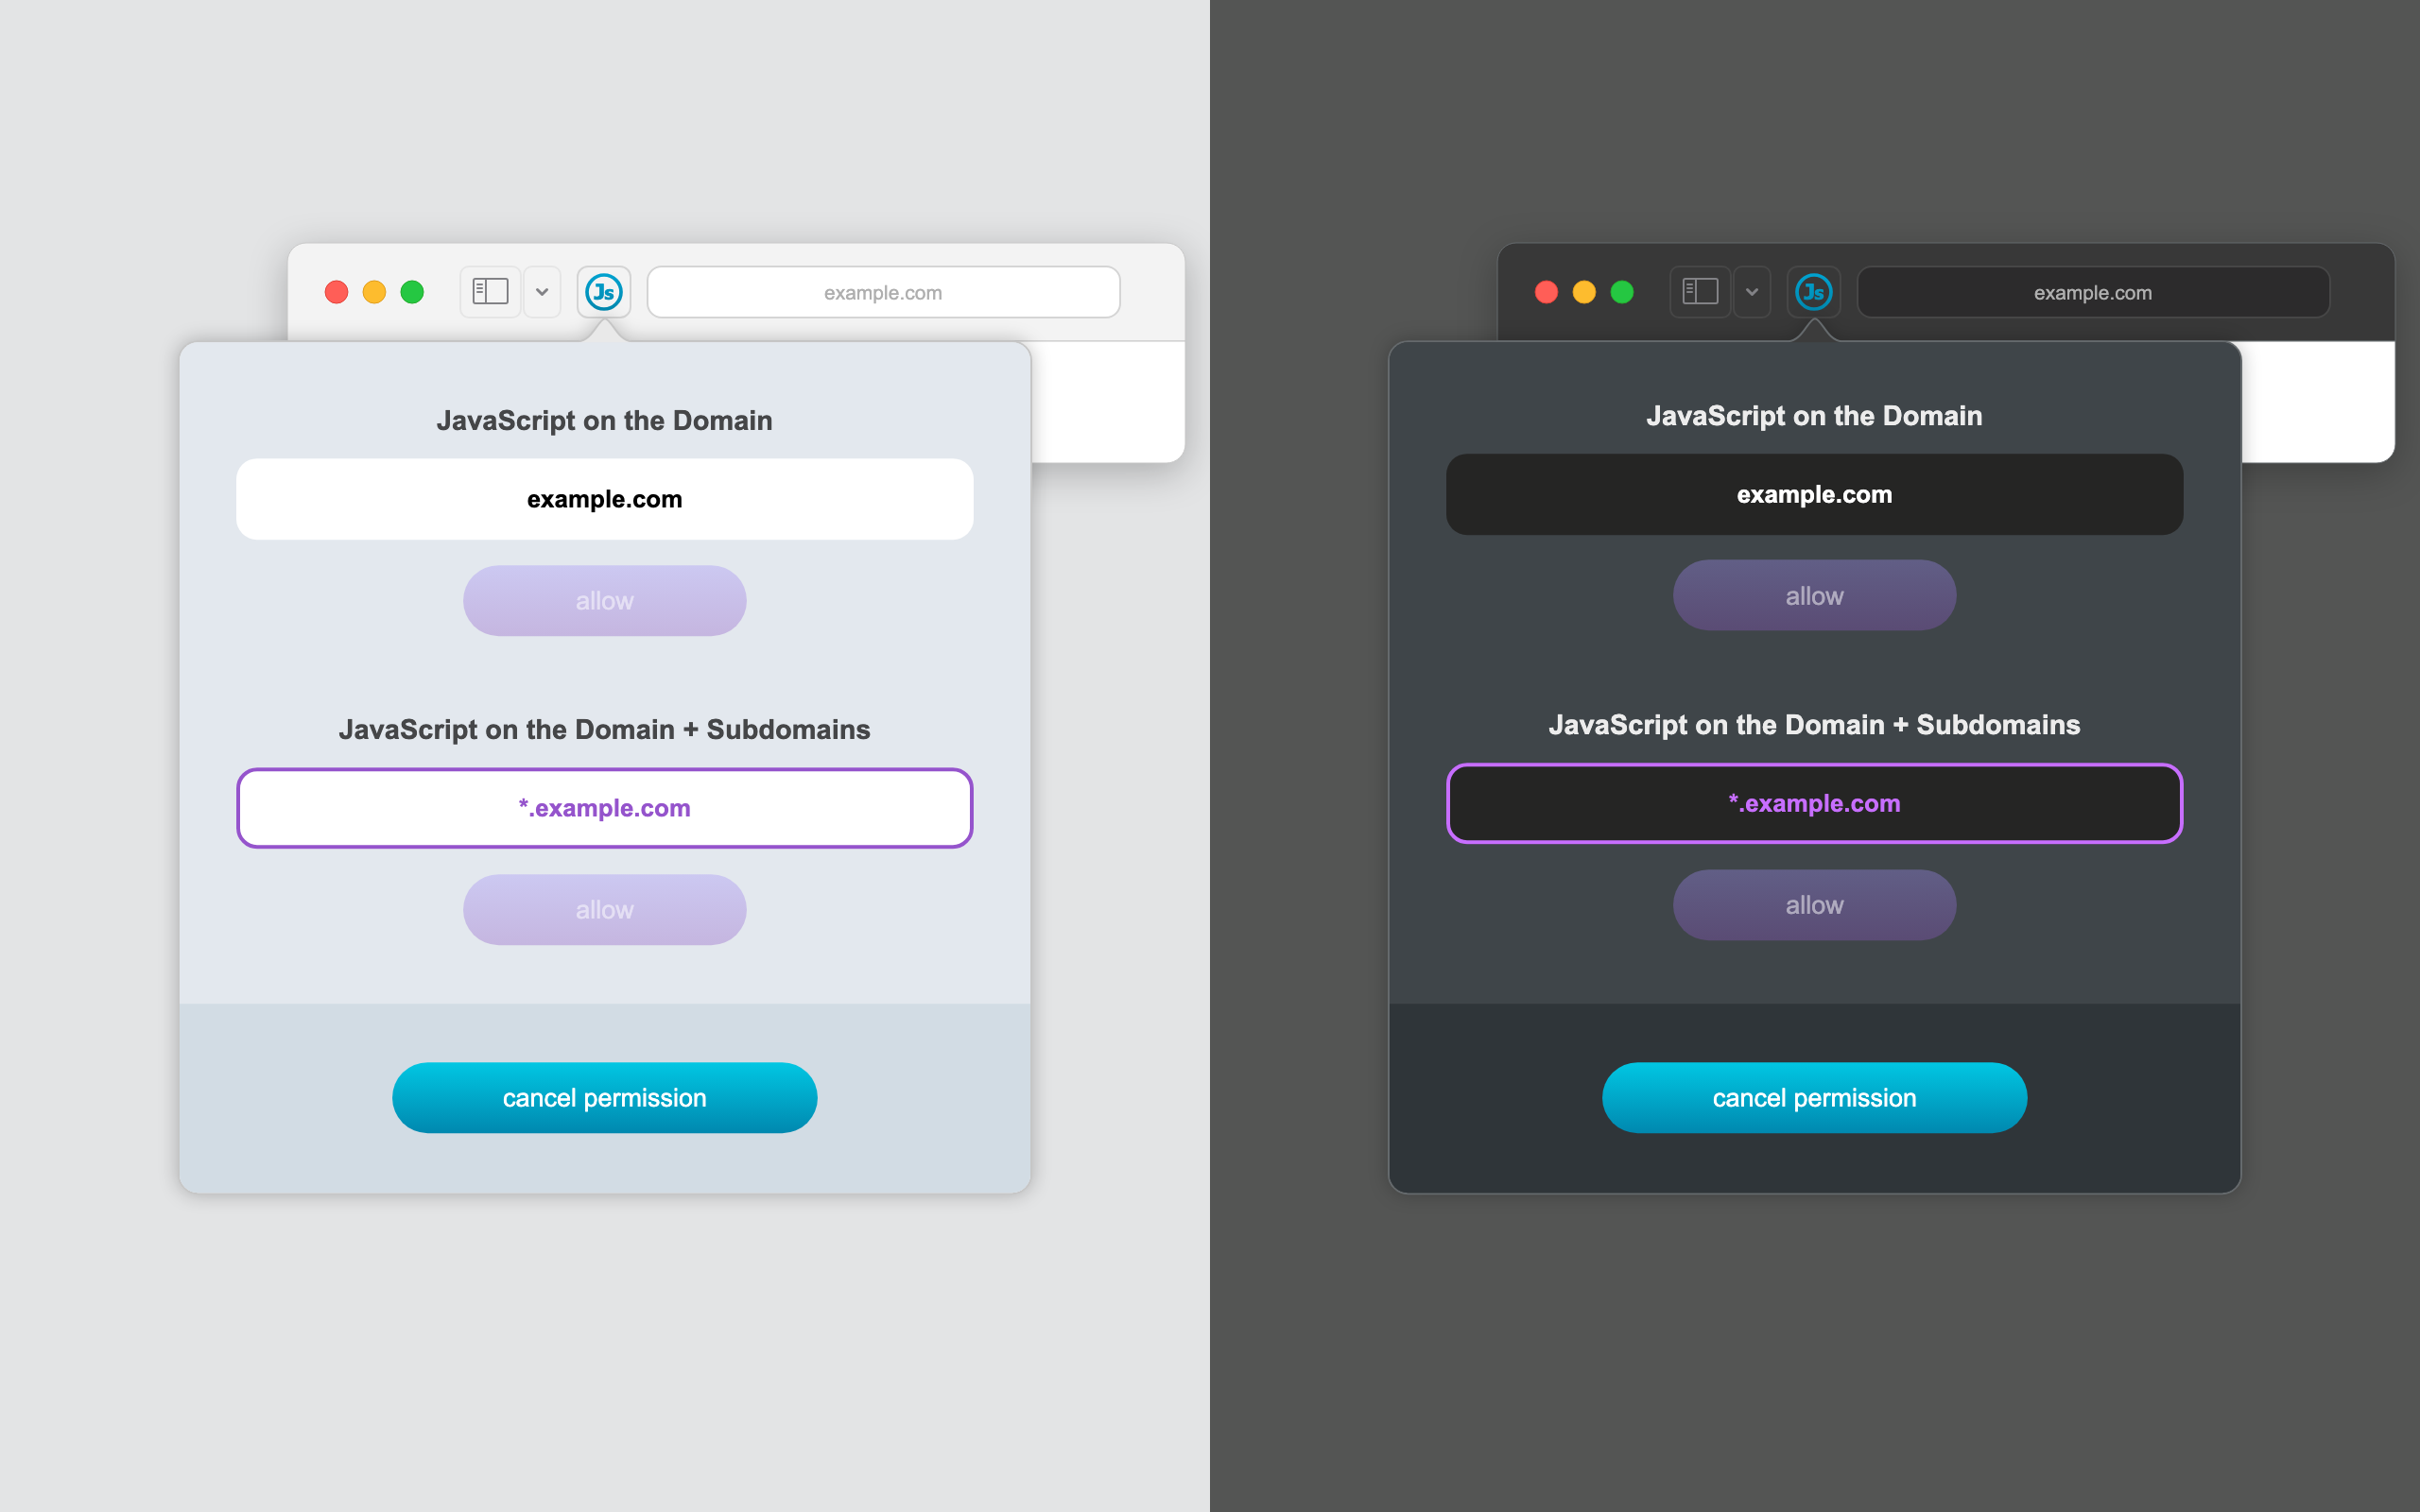 Js
example.com
JavaScript on the Domain
example.com
allow
JavaScript on the Domain + Subdomains
*.example.com
allow
cancel permission
Js
example.com
JavaScript on the Domain
example.com
allow
JavaScript on the Domain + Subdomains
*.example.com
allow
cancel permission